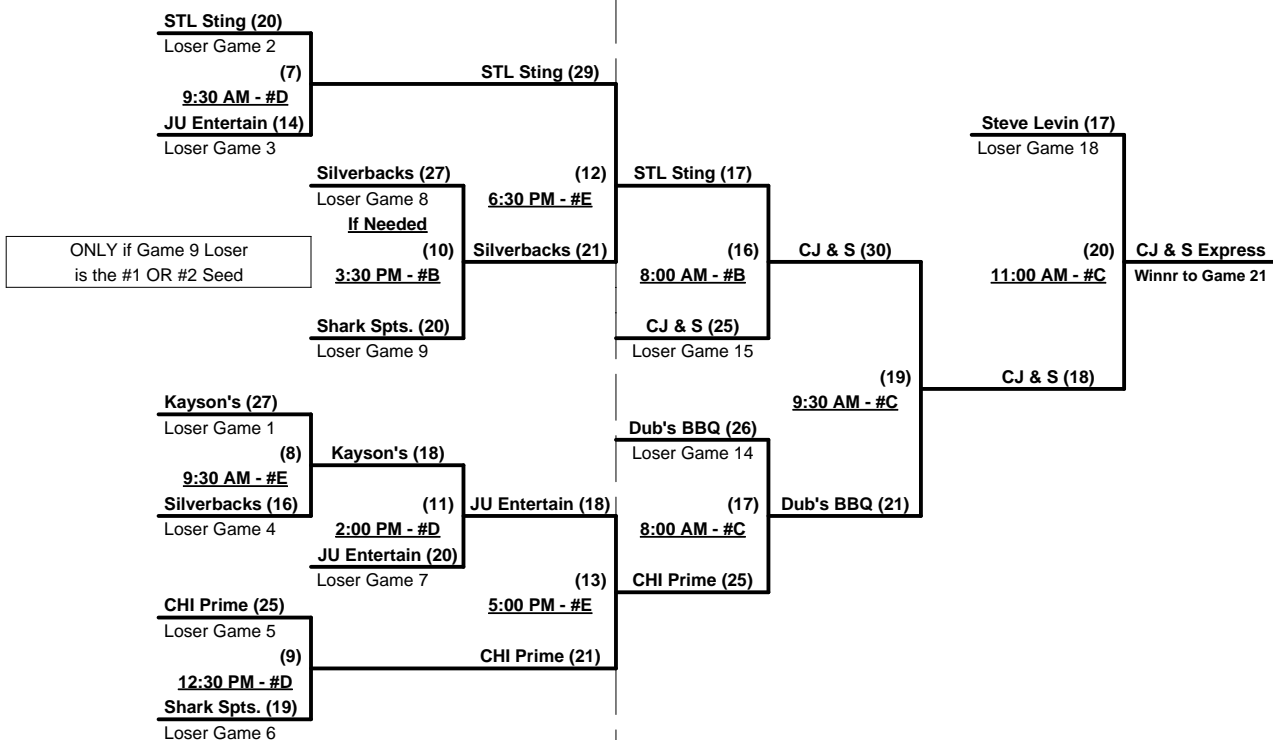 STL Sting (20)
Loser Game 2
(7)
STL Sting (29)
9:30 AM - #D
JU Entertain (14)
Loser Game 3
Steve Levin (17)
Loser Game 18
Silverbacks (27)
Loser Game 8
(12)
STL Sting (17)
6:30 PM - #E
If Needed
ONLY if Game 9 Loser
is the #1 OR #2 Seed
(10)
Silverbacks (21)
3:30 PM - #B
(16)
CJ & S (30)
8:00 AM - #B
(20)
CJ & S Express
11:00 AM - #C
Winnr to Game 21
Shark Spts. (20)
Loser Game 9
CJ & S (25)
Loser Game 15
(19)
CJ & S (18)
9:30 AM - #C
Kayson's (27)
Loser Game 1
Dub's BBQ (26)
Loser Game 14
(8)
Kayson's (18)
9:30 AM - #E
Silverbacks (16)
Loser Game 4
(11)
JU Entertain (18)
2:00 PM - #D
(17)
Dub's BBQ (21)
8:00 AM - #C
JU Entertain (20)
Loser Game 7
(13)
CHI Prime (25)
5:00 PM - #E
CHI Prime (25)
Loser Game 5
(9)
CHI Prime (21)
12:30 PM - #D
Shark Spts. (19)
Loser Game 6